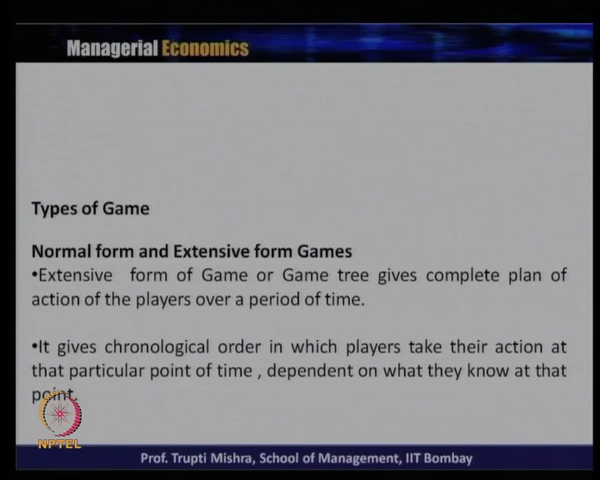 Managerial Economics
Types of Game
Normal form and Extensive form Games
•Extensive form of Game or Game tree gives complete plan of
action of the players over a period of time.
•It gives chronological order in which players take their action at
that particular point of time , dependent on what they know at that
point.
NPTEL
Prof. Trupti Mishra, School of Management, IIT Bombay